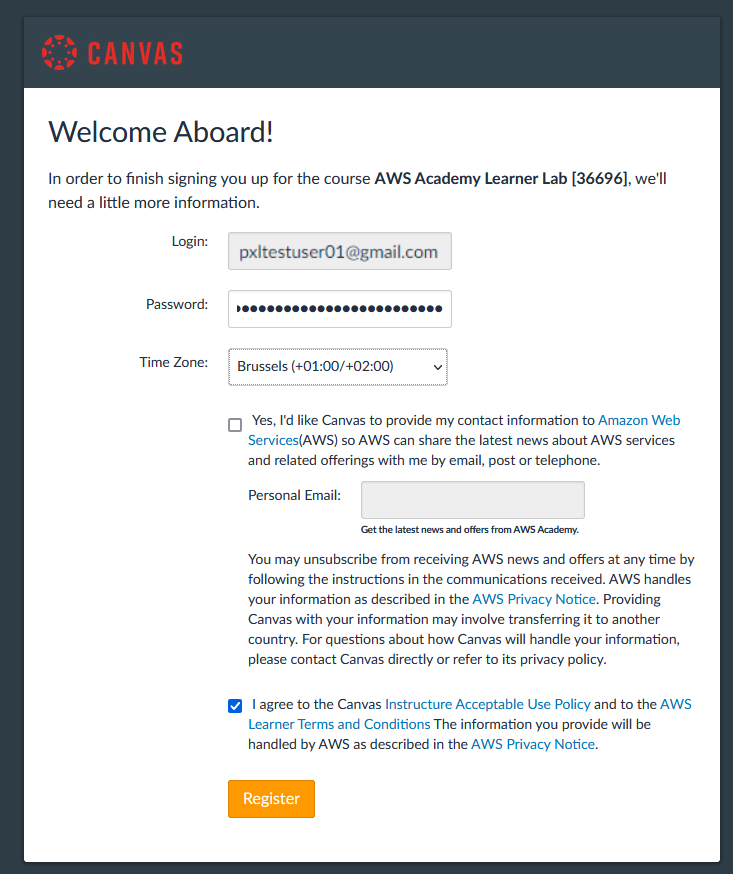 CANVAS
Welcome Aboard!
In order to finish signing you up for the course AWS Academy Learner Lab [36696], we'll
need a little more information.
Login:
pxltestuser01@gmail.com
Password:
Time Zone:
Brussels (+01:00/+02:00)
Yes, I'd like Canvas to provide my contact information to Amazon Web
Services(AWS) so AWS can share the latest news about AWS services
and related offerings with me by email, post or telephone.
Personal Email:
Get the latest news and offers from AWS Academy.
You may unsubscribe from receiving AWS news and offers at any time by
following the instructions in the communications received. AWS handles
your information as described in the AWS Privacy Notice. Providing
Canvas with your information may involve transferring it to another
country. For questions about how Canvas will handle your information,
please contact Canvas directly or refer to its privacy policy.
I agree to the Canvas Instructure Acceptable Use Policy and to the AWS
Learner Terms and Conditions The information you provide will be
handled by AWS as described in the AWS Privacy Notice.
Register